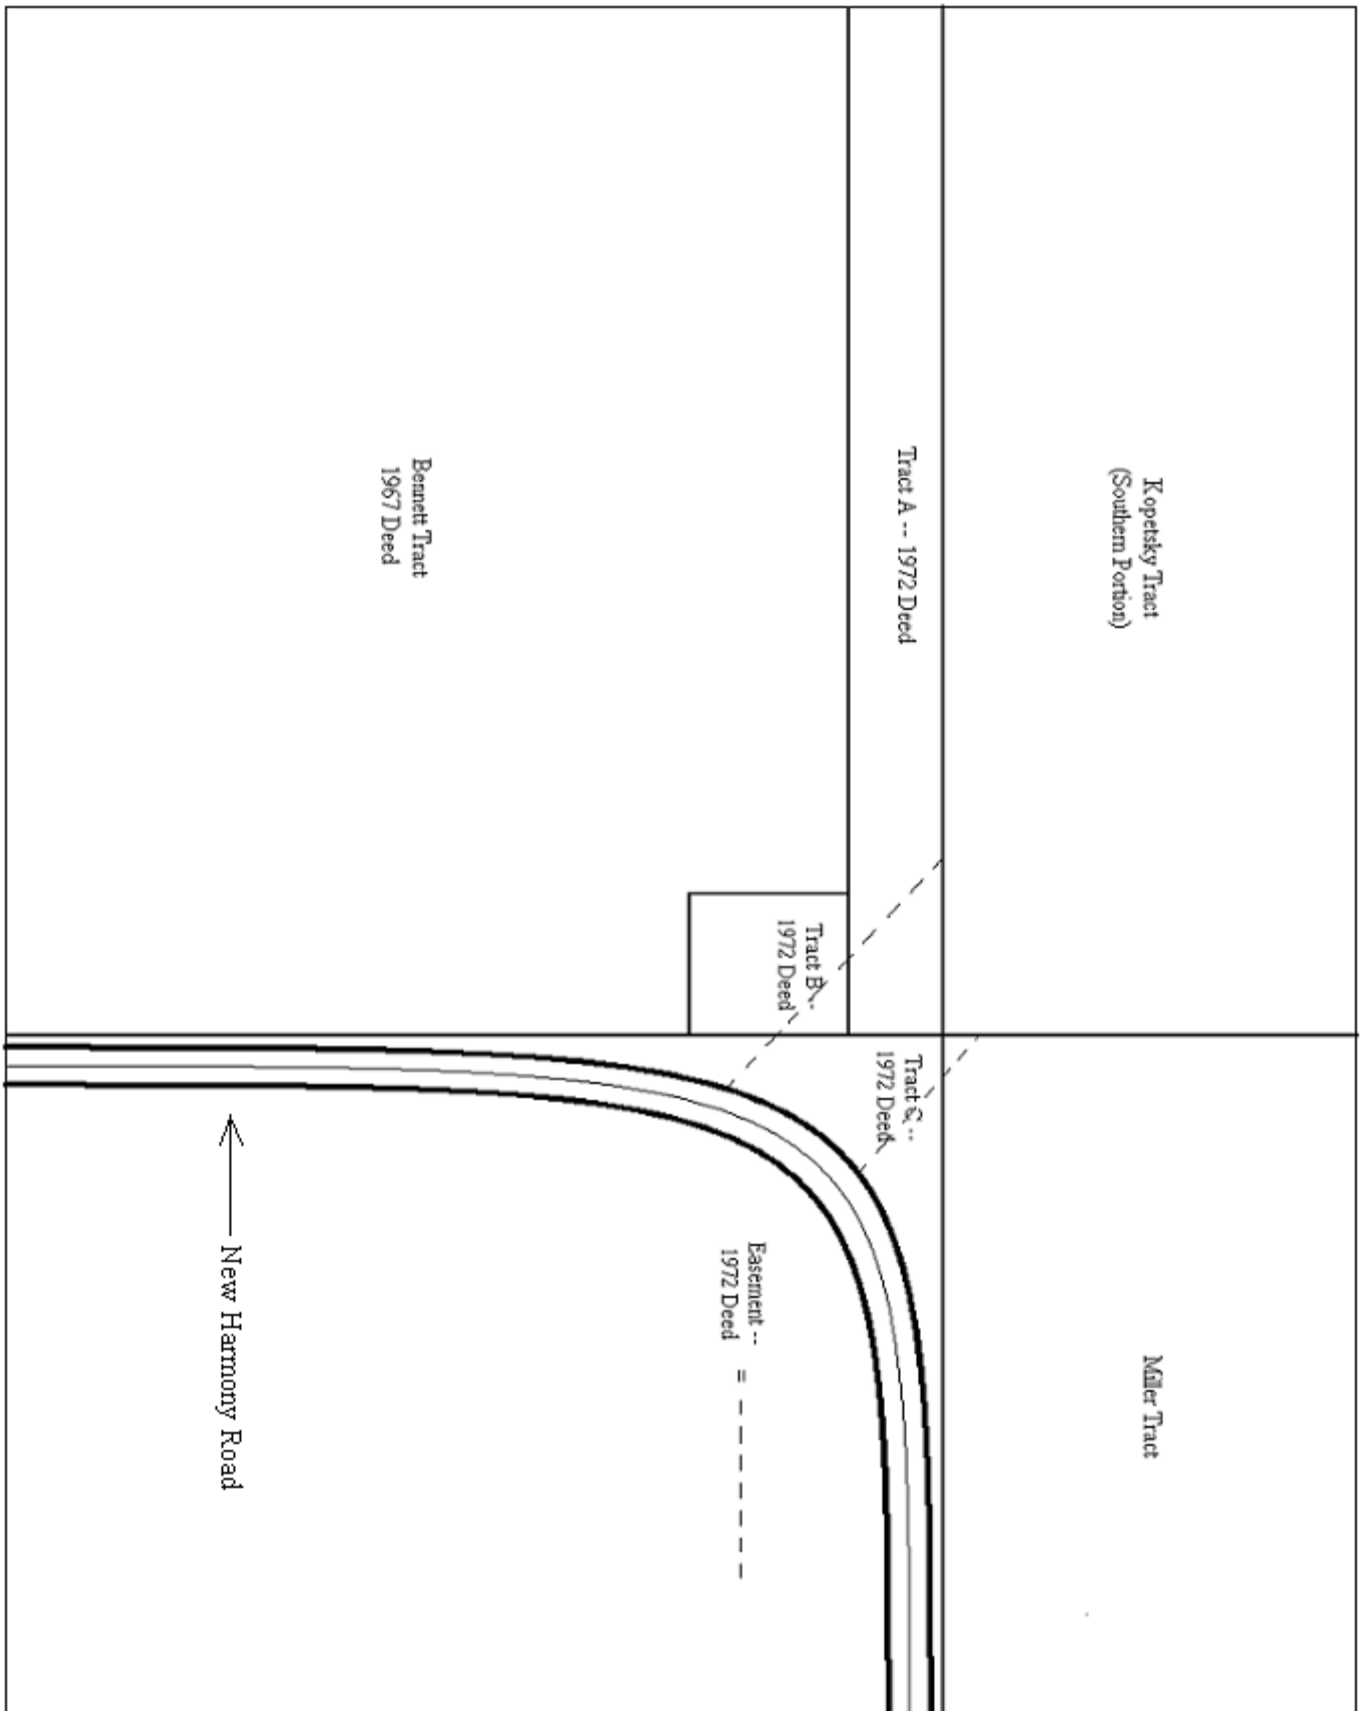 Kopetsky Tract
(Southern Portion)
Miller Tract
Tract A -- 1972 Deed
Tract B --
1972 Deed
Tract C --
1972 Deed
Bennett Tract
1967 Deed
Easement --
1972 Deed
=
New Harmony Road